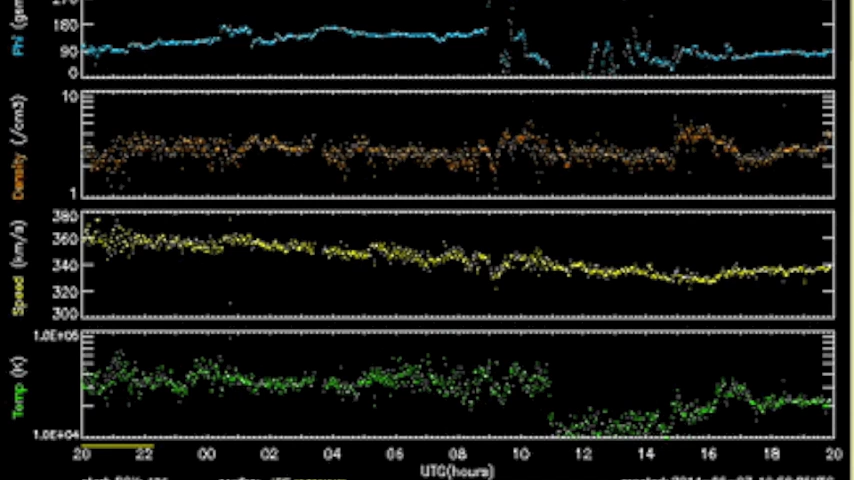 270
180
90
0
Phi (gsm
10
1
Density (/cm3)
380
360
340
320
300
Speed (km/s)
1.0E+05
1.0E+04
Temp (K)
20 22 00 02 04 06 08 10 12 14 16 18 20
UTC(hours)